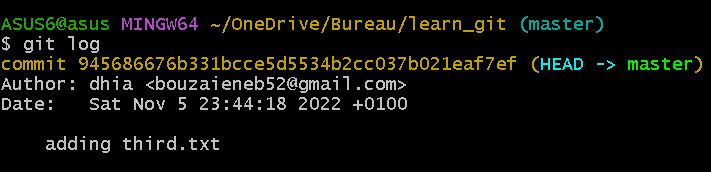 ASUS6@asus MINGW64 ~/OneDrive/Bureau/learn_git (master)
$ git log
commit 945686676b331bcce5d5534b2cc037b021eaf7ef (HEAD -> master)
Author: dhia <bouzaieneb52@gmail.com>
Date:   Sat Nov 5 23:44:18 2022 +0100
    adding third.txt